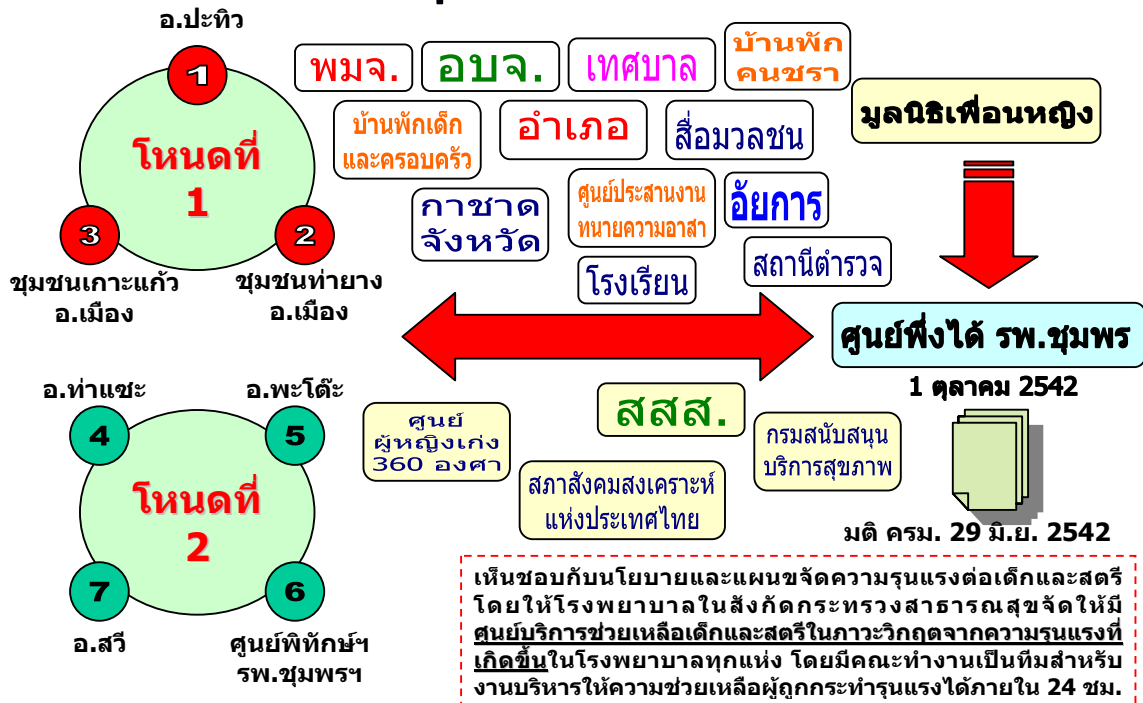 อ.ปะทิว
1
โหนดที่
1
3
2
ชุมชนเกาะแก้ว
อ.เมือง
ชุมชนท่ายาง
อ.เมือง
พมจ.
อบจ.
เทศบาล
บ้านพัก
คนชรา
บ้านพักเด็ก
และครอบครัว
อำเภอ
สื่อมวลชน
กาชาด
จังหวัด
ศูนย์ประสานงาน
ทนายความอาสา
อัยการ
โรงเรียน
สถานีตำรวจ
มูลนิธิเพื่อนหญิง
ศูนย์พึ่งได้ รพ.ชุมพร
1 ตุลาคม 2542
มติ ครม. 29 มิ.ย. 2542
อ.ท่าแซะ
อ.พะโต๊ะ
4
5
โหนดที่
2
7
6
อ.สวี
ศูนย์พิทักษ์ฯ
รพ.ชุมพรฯ
ศูนย์
ผู้หญิงเก่ง
360 องศา
สสส.
สภาสังคมสงเคราะห์
แห่งประเทศไทย
กรมสนับสนุน
บริการสุขภาพ
เห็นชอบกับนโยบายและแผนขจัดความรุนแรงต่อเด็กและสตรี
โดยให้โรงพยาบาลในสังกัดกระทรวงสาธารณสุขจัดให้มี
ศูนย์บริการช่วยเหลือเด็กและสตรีในภาวะวิกฤตจากความรุนแรงที่
เกิดขึ้นในโรงพยาบาลทุกแห่ง โดยมีคณะทำงานเป็นทีมสำหรับ
งานบริหารให้ความช่วยเหลือผู้ถูกกระทำรุนแรงได้ภายใน 24 ชม.